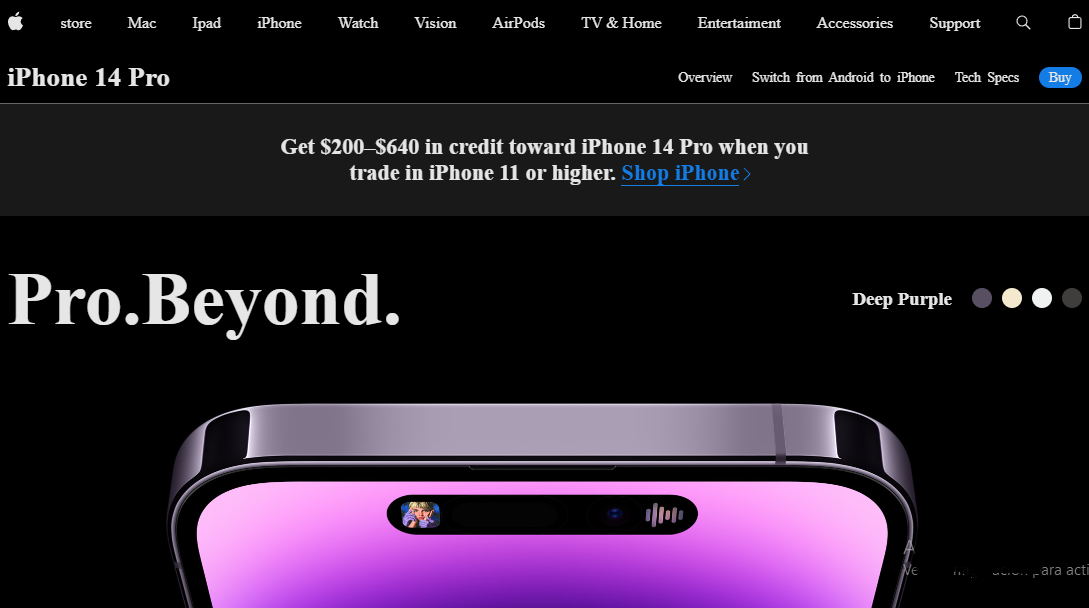 store Mac Ipad iPhone Watch Vision AirPods TV & Home Entertaiment Accessories Support
iPhone 14 Pro Overview Switch from Android to iPhone Tech Specs Buy
Get $200–$640 in credit toward iPhone 14 Pro when you
trade in iPhone 11 or higher. Shop iPhone
Pro.Beyond. Deep Purple
A
para acti